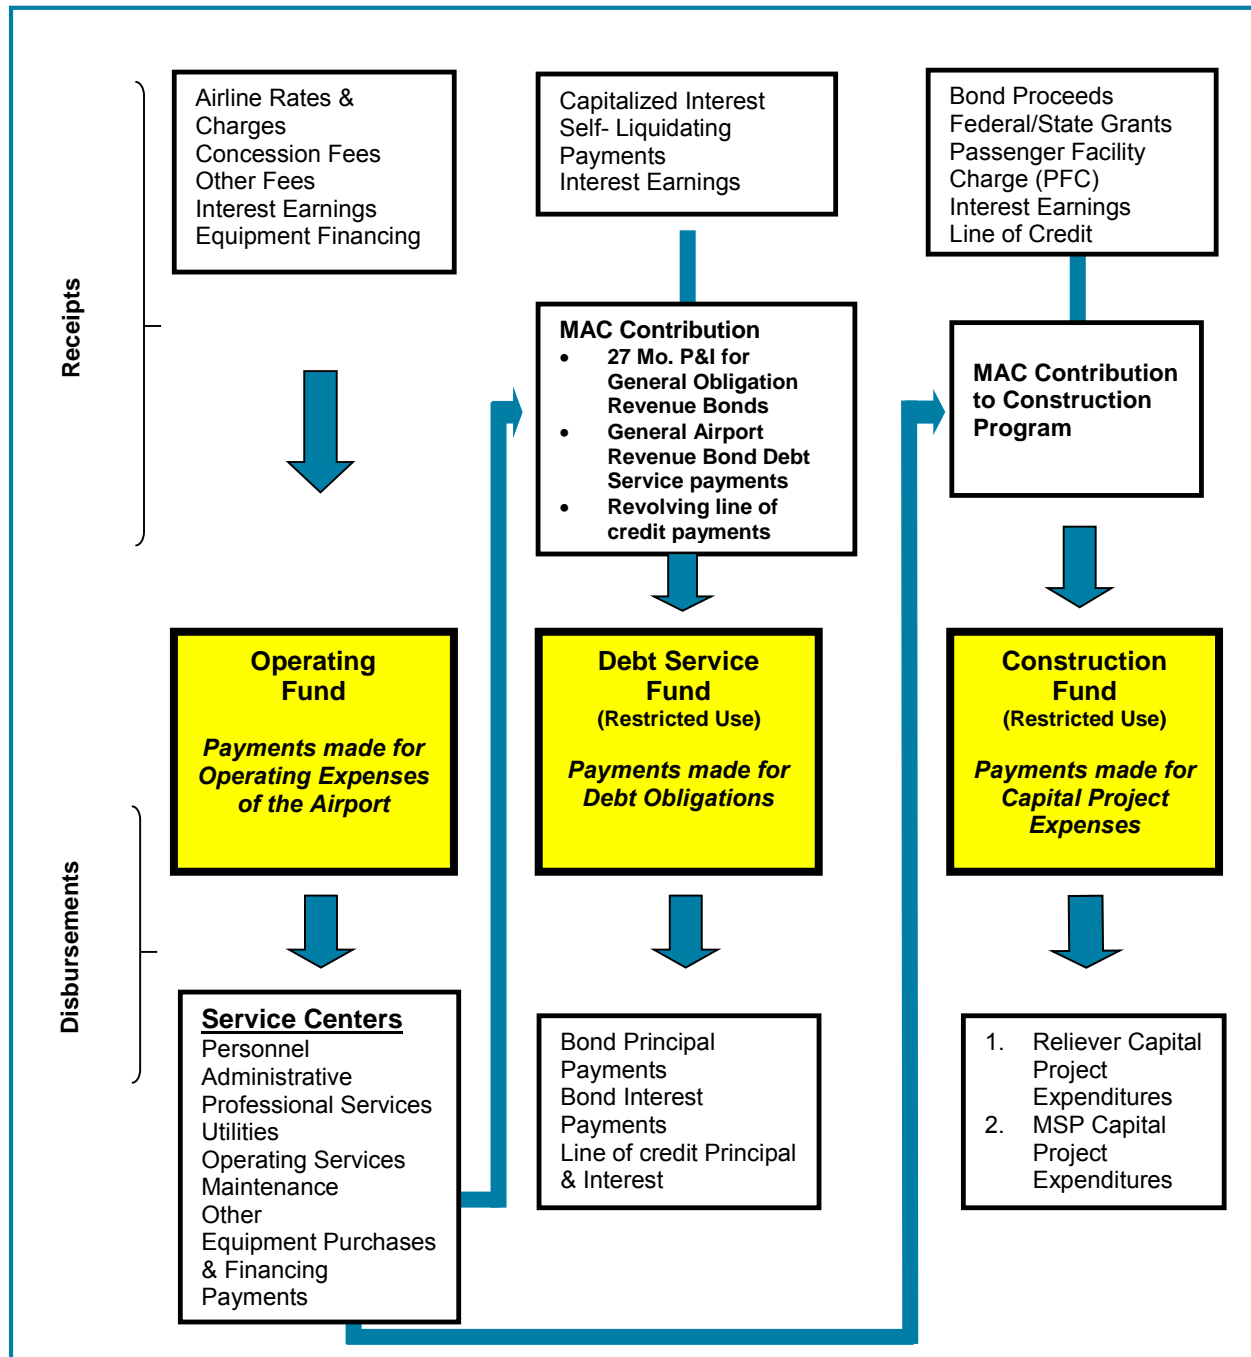 Receipts
Airline Rates &
Charges
Concession Fees
Other Fees
Interest Earnings
Equipment Financing
Capitalized Interest
Self- Liquidating
Payments
Interest Earnings
Bond Proceeds
Federal/State Grants
Passenger Facility
Charge (PFC)
Interest Earnings
Line of Credit
MAC Contribution
• 27 Mo. P&I for
General Obligation
Revenue Bonds
• General Airport
Revenue Bond Debt
Service payments
• Revolving line of
credit payments
MAC Contribution
to Construction
Program
Operating
Fund
Payments made for
Operating Expenses
of the Airport
Debt Service
Fund
(Restricted Use)
Payments made for
Debt Obligations
Construction
Fund
(Restricted Use)
Payments made for
Capital Project
Expenses
Disbursements
Service Centers
Personnel
Administrative
Professional Services
Utilities
Operating Services
Maintenance
Other
Equipment Purchases
& Financing
Payments
Bond Principal
Payments
Bond Interest
Payments
Line of credit Principal
& Interest
1. Reliever Capital
Project
Expenditures
2. MSP Capital
Project
Expenditures